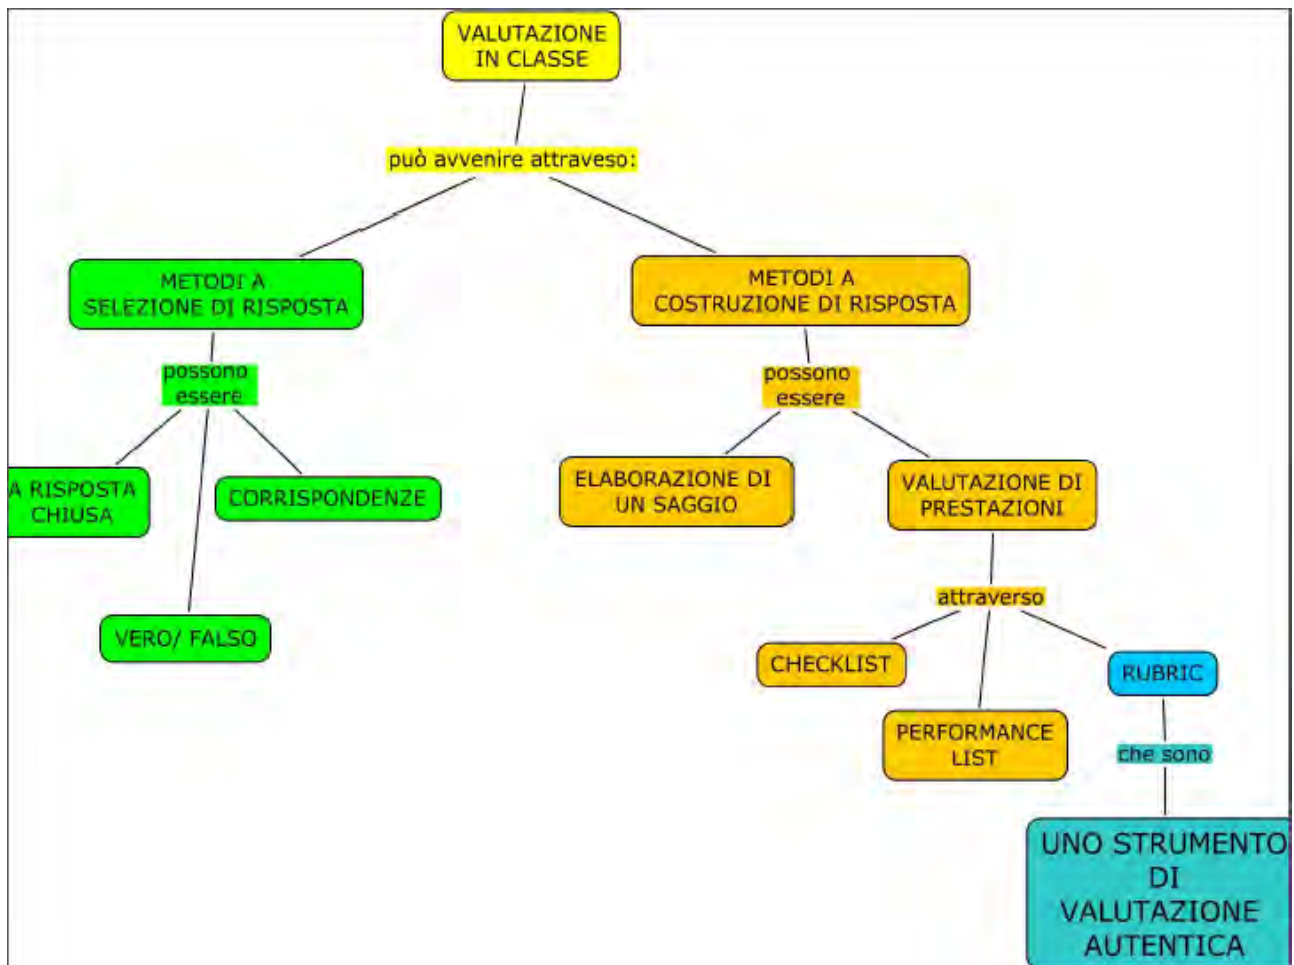 VALUTAZIONE
IN CLASSE
può avvenire attraveso:
METODI A
SELEZIONE DI RISPOSTA
METODI A
COSTRUZIONE DI RISPOSTA
possono
essere
possono
essere
A RISPOSTA
CHIUSA
CORRISPONDENZE
ELABORAZIONE DI
UN SAGGIO
VALUTAZIONE DI
PRESTAZIONI
attraverso
VERO/ FALSO
CHECKLIST
RUBRIC
PERFORMANCE
LIST
che sono
UNO STRUMENTO
DI
VALUTAZIONE
AUTENTICA